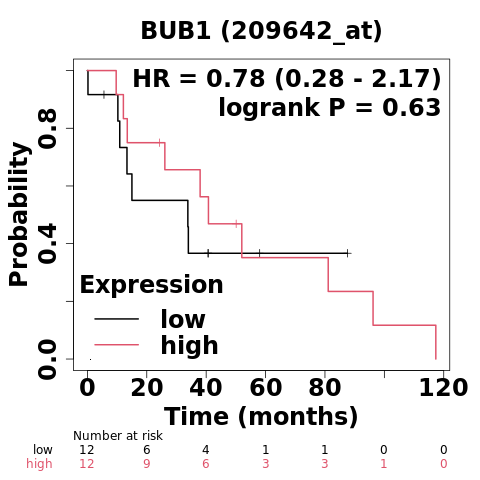 BUB1 (209642_at)
HR = 0.78 (0.28 - 2.17)
logrank P = 0.63
Probability
0.8
0.4
0.0
Expression
low
high
0 20 40 60 80 120
Time (months)
Number at risk
low 12 6 4 1 1 0 0
high 12 9 6 3 3 1 0